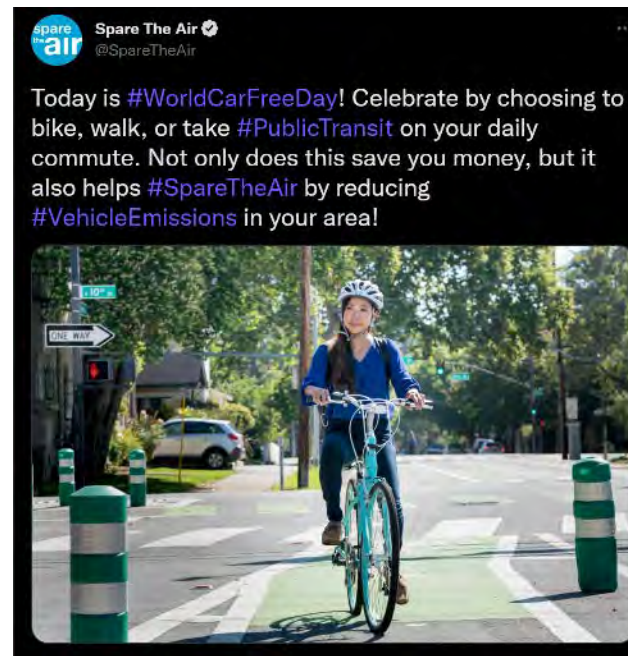 spare
the
air
Spare The Air
@SpareTheAir
Today is #WorldCarFreeDay! Celebrate by choosing to
bike, walk, or take #PublicTransit on your daily
commute. Not only does this save you money, but it
also helps #SpareTheAir by reducing
#VehicleEmissions in your area!
10th
ONE WAY